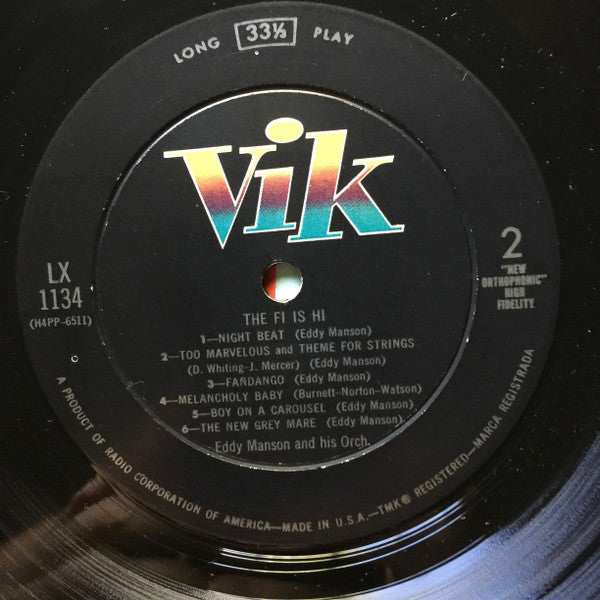 LONG 33⅓ PLAY
Vik
LX
1134
(H4PP-6511)
2
"NEW
ORTHOPHONIC"
HIGH
FIDELITY
THE FI IS HI
1—NIGHT BEAT (Eddy Manson)
2—TOO MARVELOUS and THEME FOR STRINGS
(D. Whiting-J. Mercer) (Eddy Manson)
3—FANDANGO (Eddy Manson)
4—MELANCHOLY BABY (Burnett-Norton-Watson)
5—BOY ON A CAROUSEL (Eddy Manson)
6—THE NEW GREY MARE (Eddy Manson)
Eddy Manson and his Orch.
A PRODUCT OF RADIO CORPORATION OF AMERICA—MADE IN U.S.A.—TMK® REGISTERED—MARCA REGISTRADA